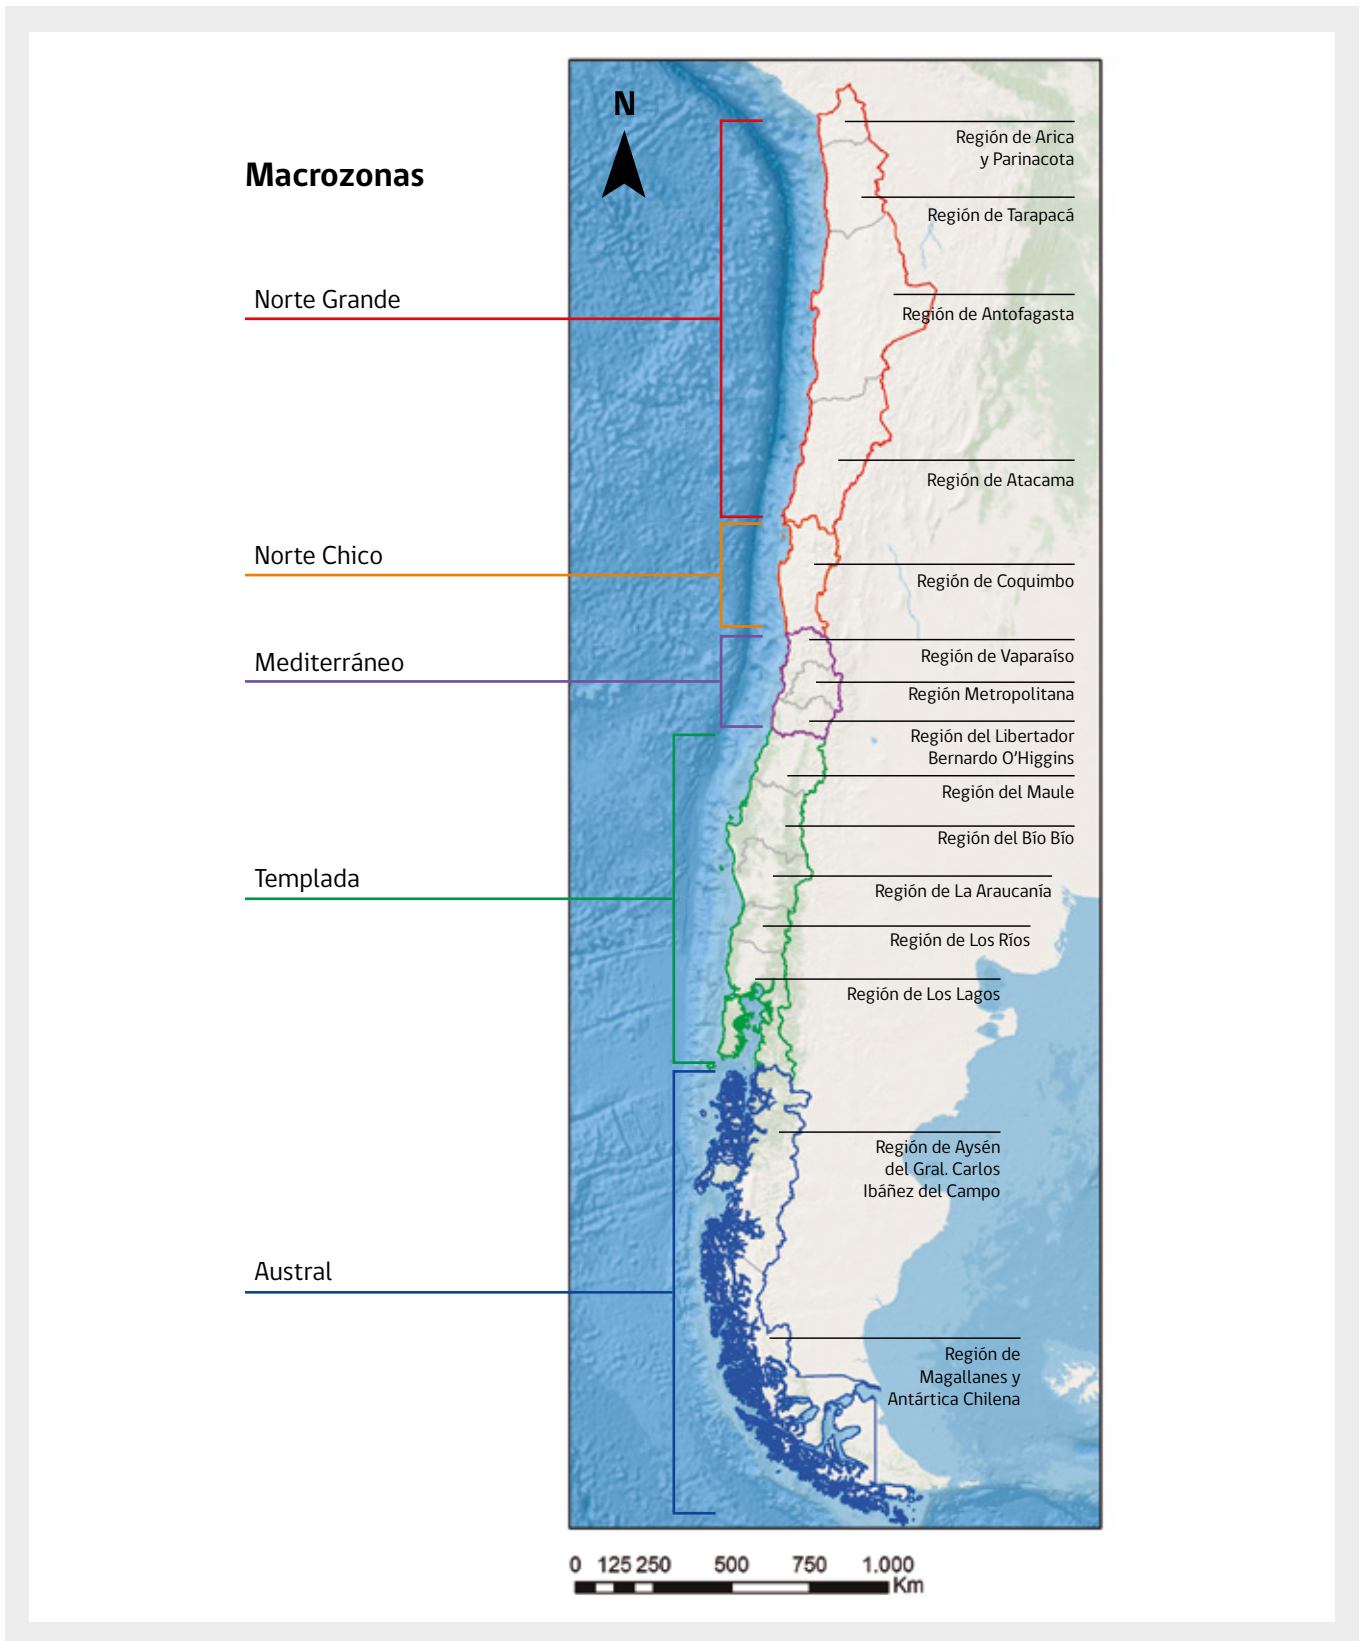 N
Macrozonas
Norte Grande
Norte Chico
Mediterráneo
Templada
Austral
Región de Arica
y Parinacota
Región de Tarapacá
Región de Antofagasta
Región de Atacama
Región de Coquimbo
Región de Vaparaíso
Región Metropolitana
Región del Libertador
Bernardo O'Higgins
Región del Maule
Región del Bío Bío
Región de La Araucanía
Región de Los Ríos
Región de Los Lagos
Región de Aysén
del Gral. Carlos
Ibáñez del Campo
Región de
Magallanes y
Antártica Chilena
0 125 250 500 750 1.000
Km